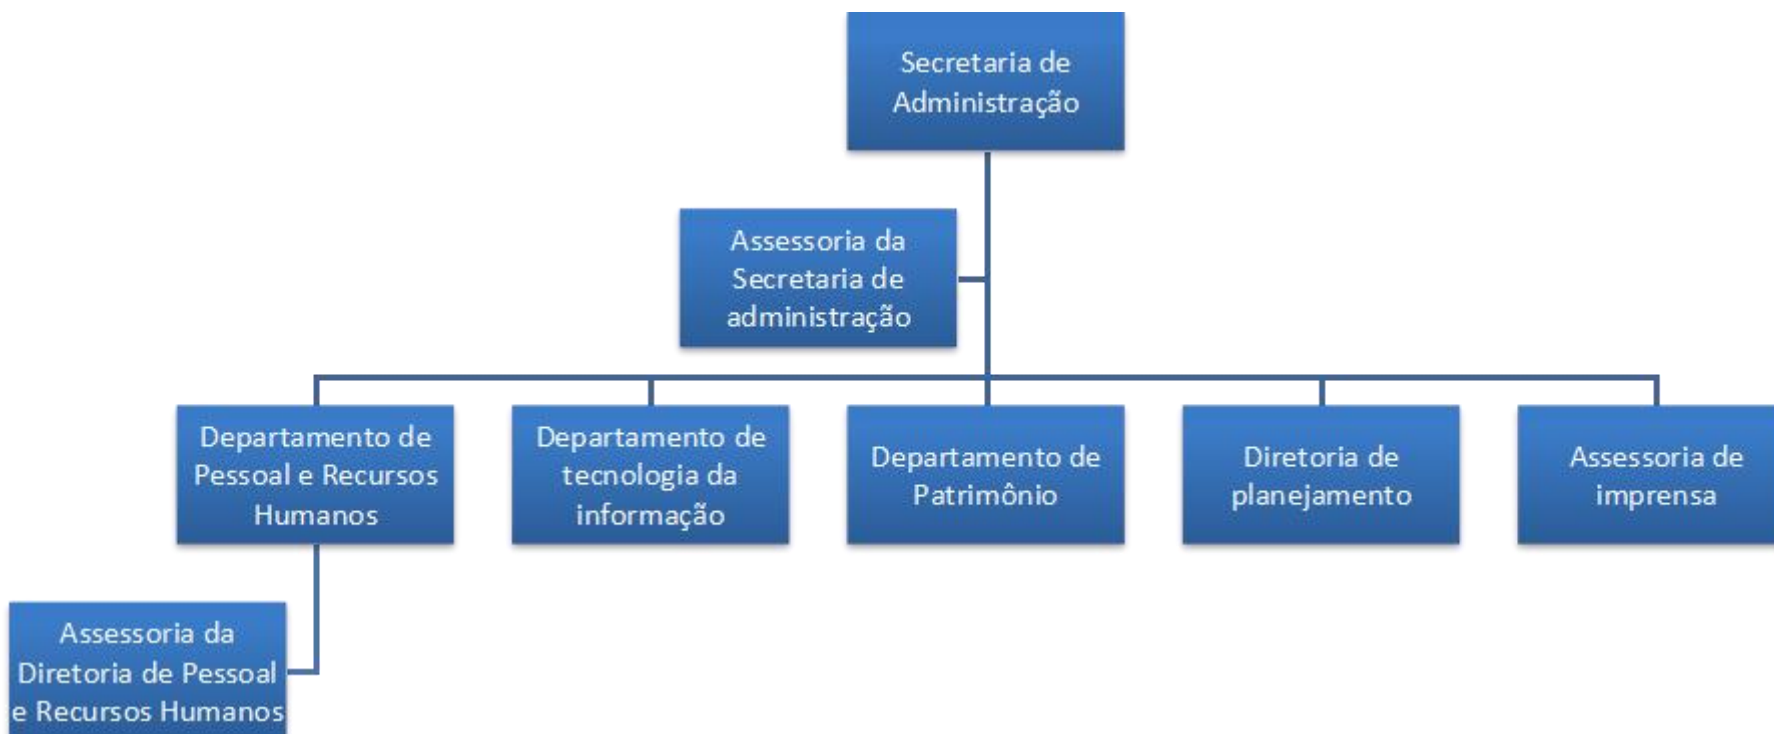 Secretaria de
Administração
Assessoria da
Secretaria de
administração
Departamento de
Pessoal e Recursos
Humanos
Departamento de
tecnologia da
informação
Departamento de
Patrimônio
Diretoria de
planejamento
Assessoria de
imprensa
Assessoria da
Diretoria de Pessoal
e Recursos Humanos